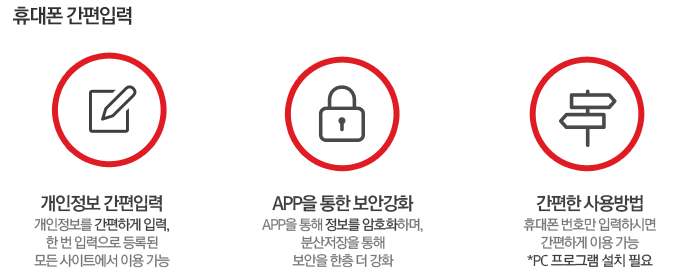 휴대폰 간편입력
개인정보 간편입력
개인정보를 간편하게 입력,
한 번 입력으로 등록된
모든 사이트에서 이용 가능
APP을 통한 보안강화
APP을 통해 정보를 암호화하며,
분산저장을 통해
보안을 한층 더 강화
간편한 사용방법
휴대폰 번호만 입력하시면
간편하게 이용 가능
*PC 프로그램 설치 필요